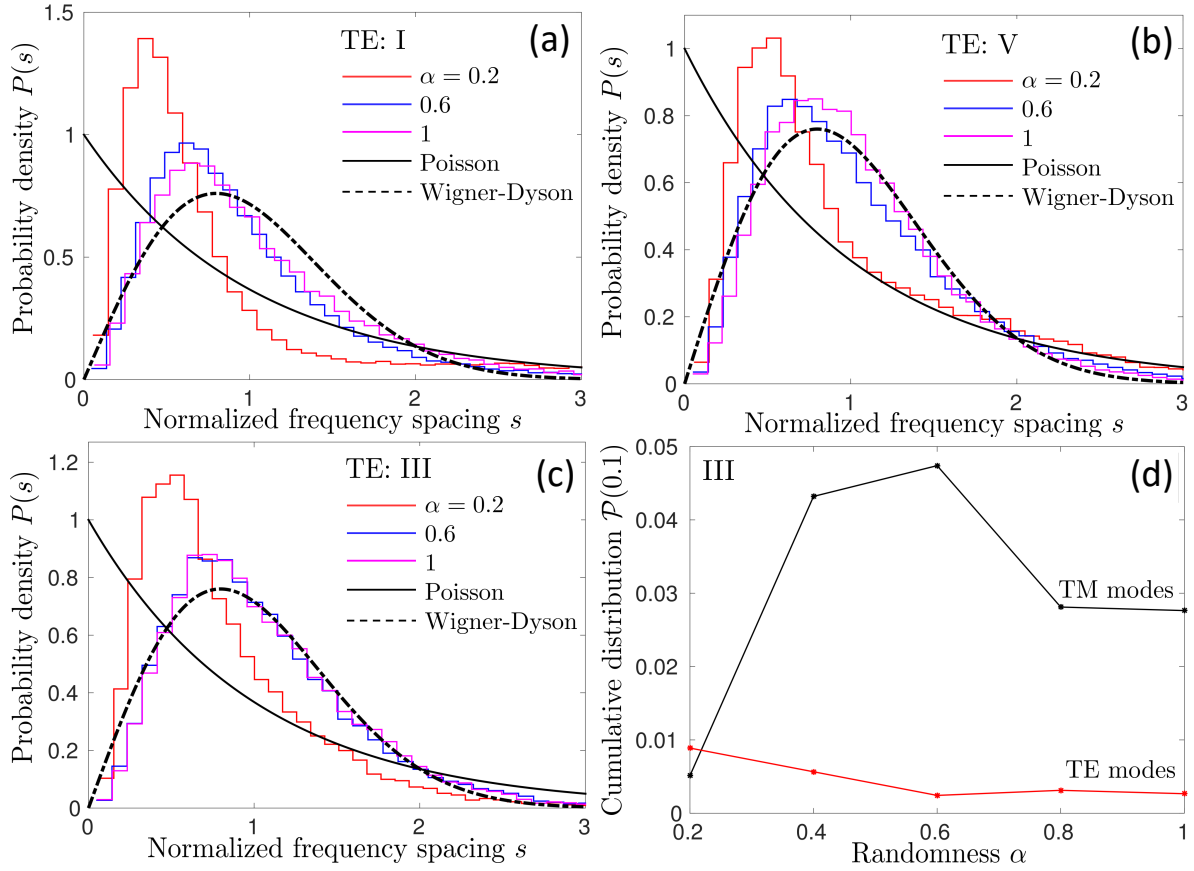 (a)
TE: I
α = 0.2
0.6
1
Poisson
Wigner-Dyson
Probability density P(s)
1.5
1
0.5
0
0 1 2 3
Normalized frequency spacing s
(b)
TE: V
α = 0.2
0.6
1
Poisson
Wigner-Dyson
Probability density P(s)
1
0.8
0.6
0.4
0.2
0
0 1 2 3
Normalized frequency spacing s
(c)
TE: III
α = 0.2
0.6
1
Poisson
Wigner-Dyson
Probability density P(s)
1.2
1
0.8
0.6
0.4
0.2
0
0 1 2 3
Normalized frequency spacing s
III
(d)
TM modes
TE modes
Cumulative distribution 𝒫(0.1)
0.05
0.04
0.03
0.02
0.01
0
0.2 0.4 0.6 0.8 1
Randomness α